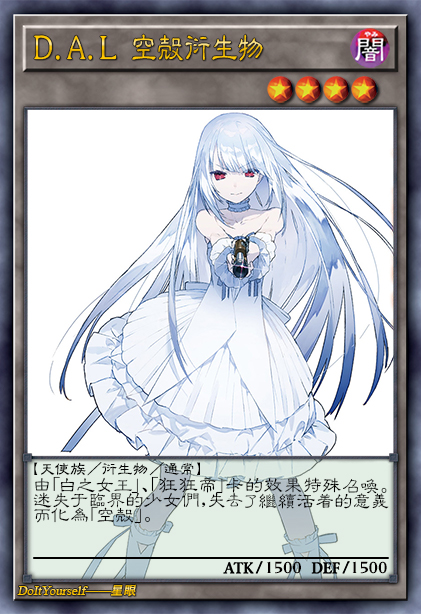 D.A.L 空殼衍生物
やみ
闇
【天使族／衍生物／通常】
由「白之女王」、「狂狂帝」卡的效果特殊召喚。
迷失于臨界的少女們,失去了繼續活着的意義
而化為「空殼」。
ATK/1500 DEF/1500
DoItYourself——星眼